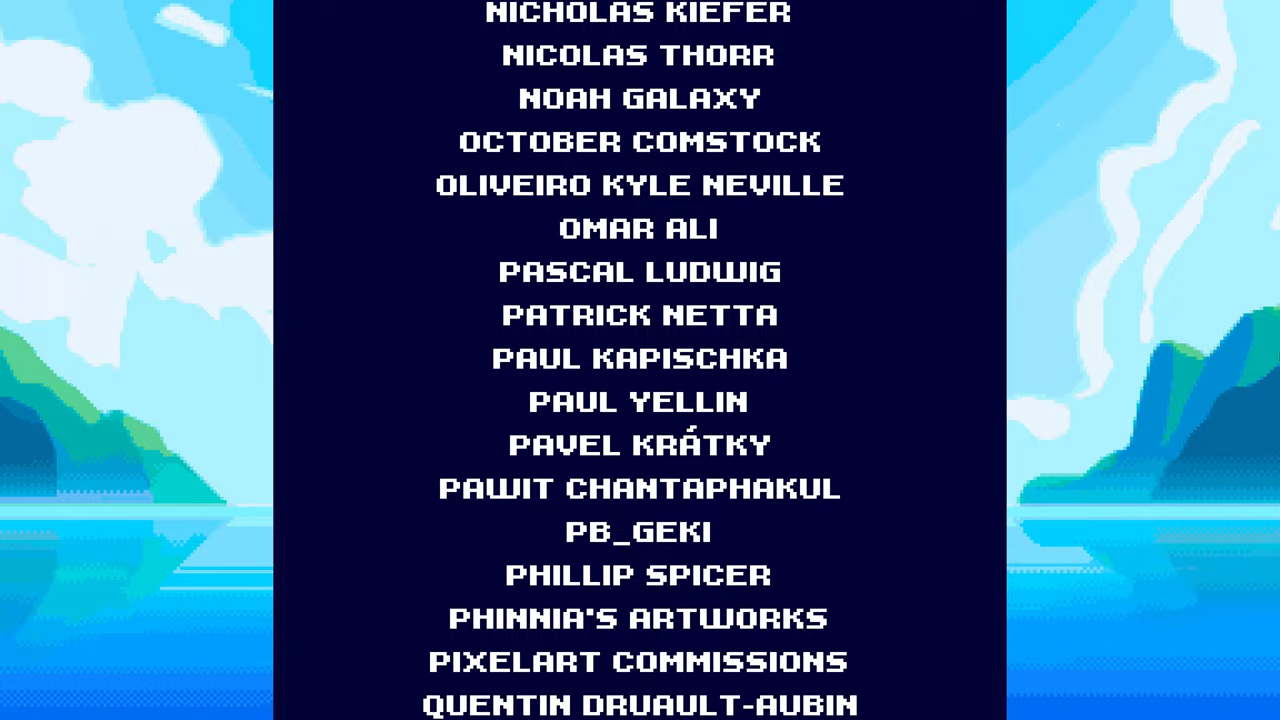 NICHOLAS KIEFER
NICOLAS THORR
NOAH GALAXY
OCTOBER COMSTOCK
OLIVEIRO KYLE NEVILLE
OMAR ALI
PASCAL LUDWIG
PATRICK NETTA
PAUL KAPISCHKA
PAUL YELLIN
PAVEL KRÁTKY
PAWIT CHANTAPHAKUL
PB_GEKI
PHILLIP SPICER
PHINNIA'S ARTWORKS
PIXELART COMMISSIONS
QUENTIN DRUAULT-AUBIN